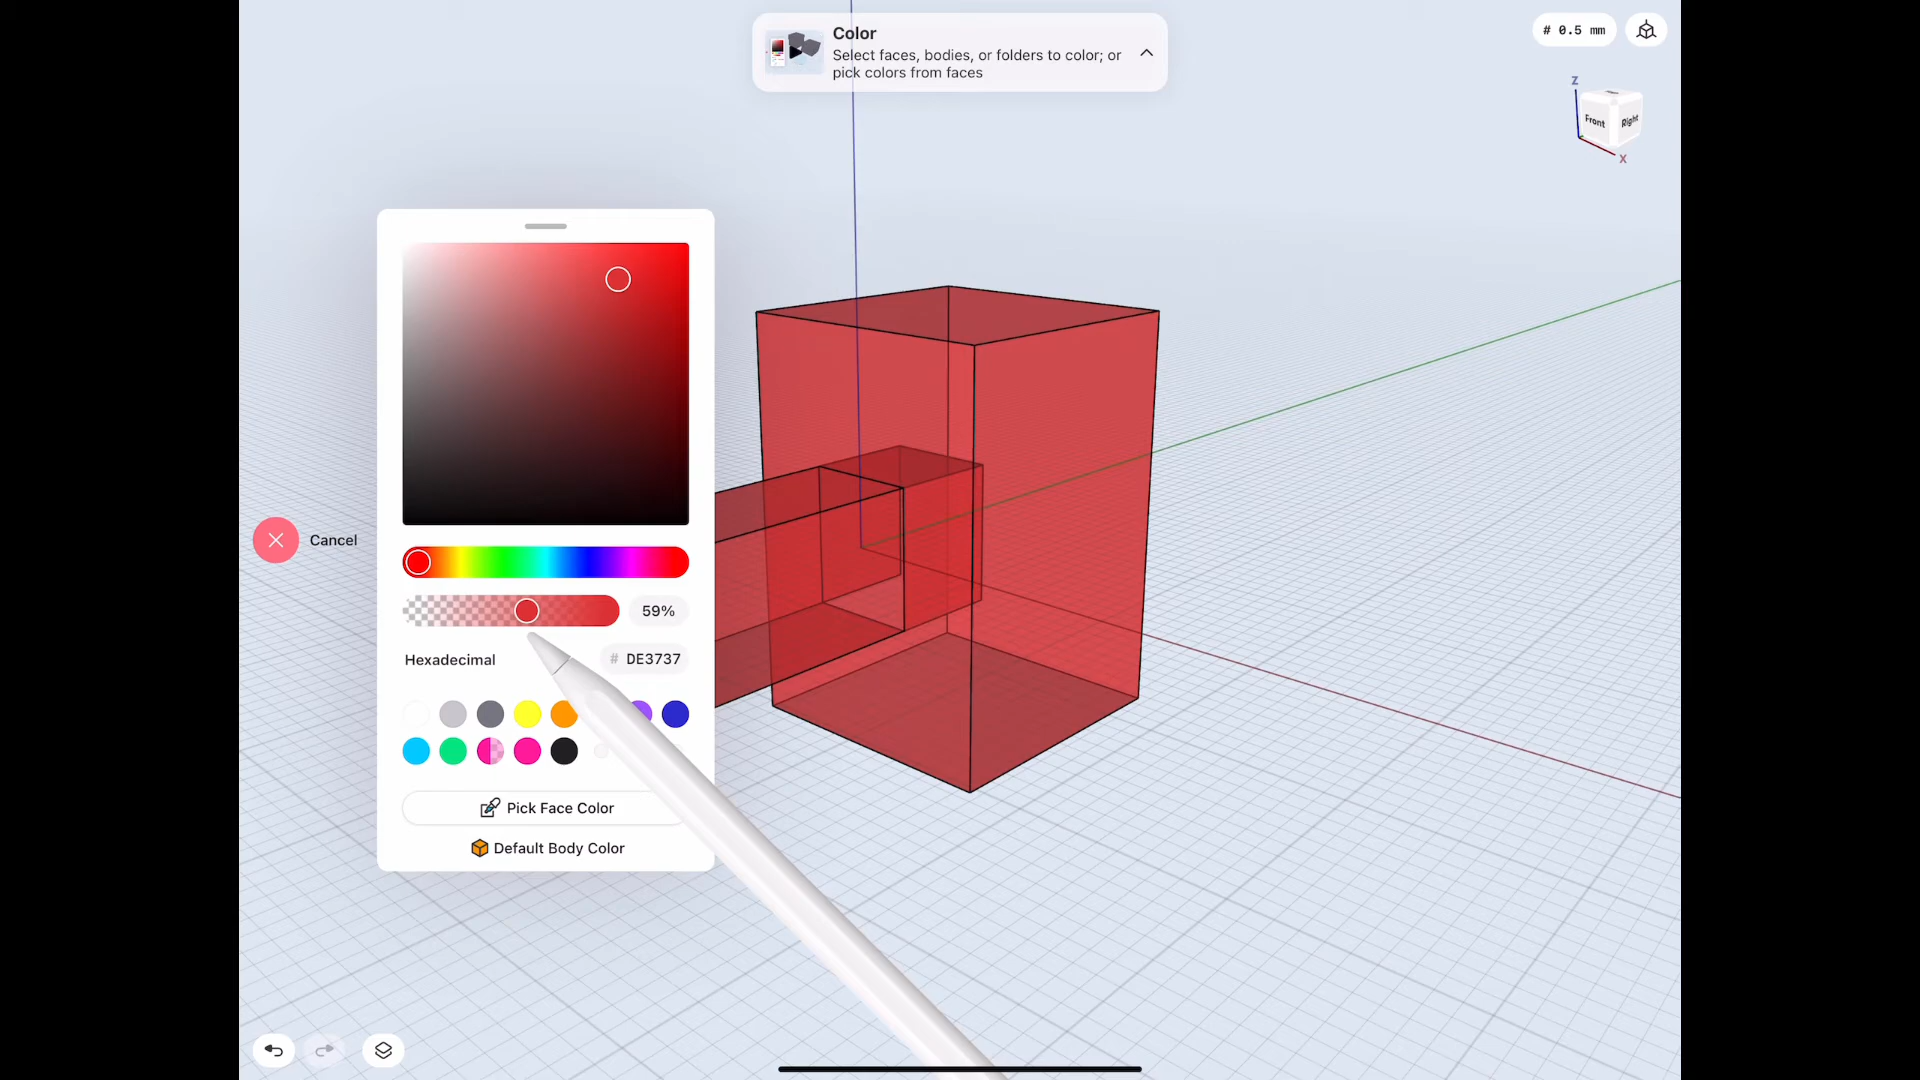 Color
Select faces, bodies, or folders to color; or
pick colors from faces
# 0.5 mm
Z
Front
Right
X
Cancel
59%
Hexadecimal
# DE3737
Pick Face Color
Default Body Color